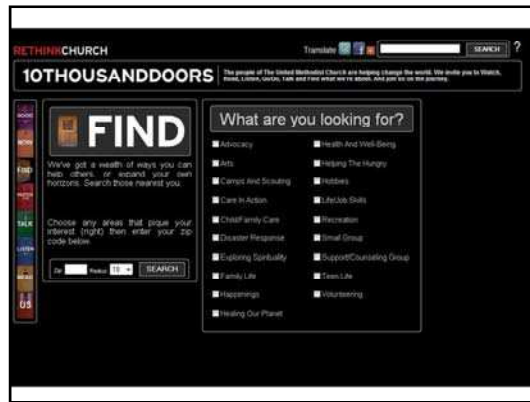 RETHINKCHURCH
Translate
SEARCH
?
10THOUSANDDOORS
The people of The United Methodist Church are helping change the world. We invite you to Watch,
Read, Listen, Go/Do, Talk and Find what we're about. And join us on the journey.
FIND
We've got a wealth of ways you can
help others, or expand your own
horizons. Search those nearest you.
Choose any areas that pique your
interest (right) then enter your zip
code below.
Zip
Radius
10
SEARCH
What are you looking for?
Advocacy
Arts
Camps And Scouting
Care In Action
Child/Family Care
Disaster Response
Exploring Spirituality
Family Life
Happenings
Healing Our Planet
Health And Well-Being
Helping The Hungry
Hobbies
Life/Job Skills
Recreation
Small Group
Support/Counseling Group
Teen Life
Volunteering
FIND
TALK
LISTEN
READ
US